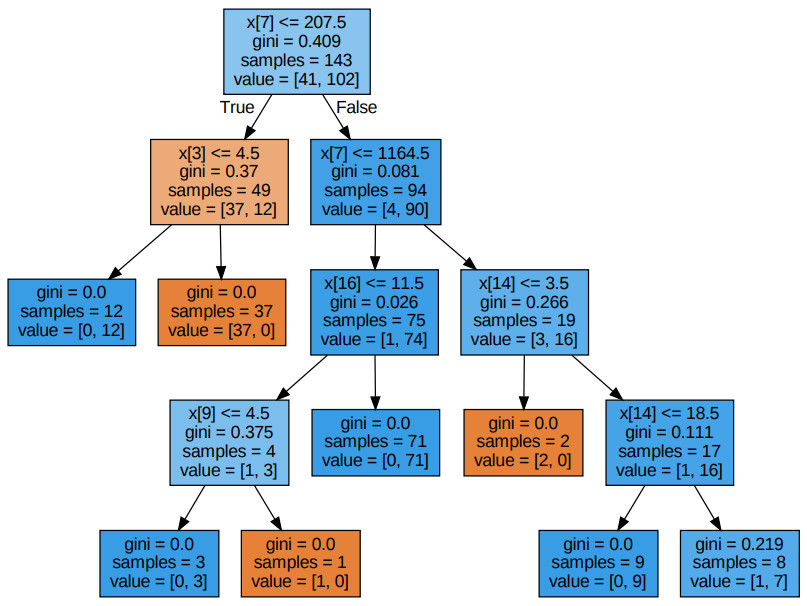 x[7] <= 207.5
gini = 0.409
samples = 143
value = [41, 102]
True
False
x[3] <= 4.5
gini = 0.37
samples = 49
value = [37, 12]
x[7] <= 1164.5
gini = 0.081
samples = 94
value = [4, 90]
gini = 0.0
samples = 12
value = [0, 12]
gini = 0.0
samples = 37
value = [37, 0]
x[16] <= 11.5
gini = 0.026
samples = 75
value = [1, 74]
x[14] <= 3.5
gini = 0.266
samples = 19
value = [3, 16]
x[9] <= 4.5
gini = 0.375
samples = 4
value = [1, 3]
gini = 0.0
samples = 71
value = [0, 71]
gini = 0.0
samples = 2
value = [2, 0]
x[14] <= 18.5
gini = 0.111
samples = 17
value = [1, 16]
gini = 0.0
samples = 3
value = [0, 3]
gini = 0.0
samples = 1
value = [1, 0]
gini = 0.0
samples = 9
value = [0, 9]
gini = 0.219
samples = 8
value = [1, 7]